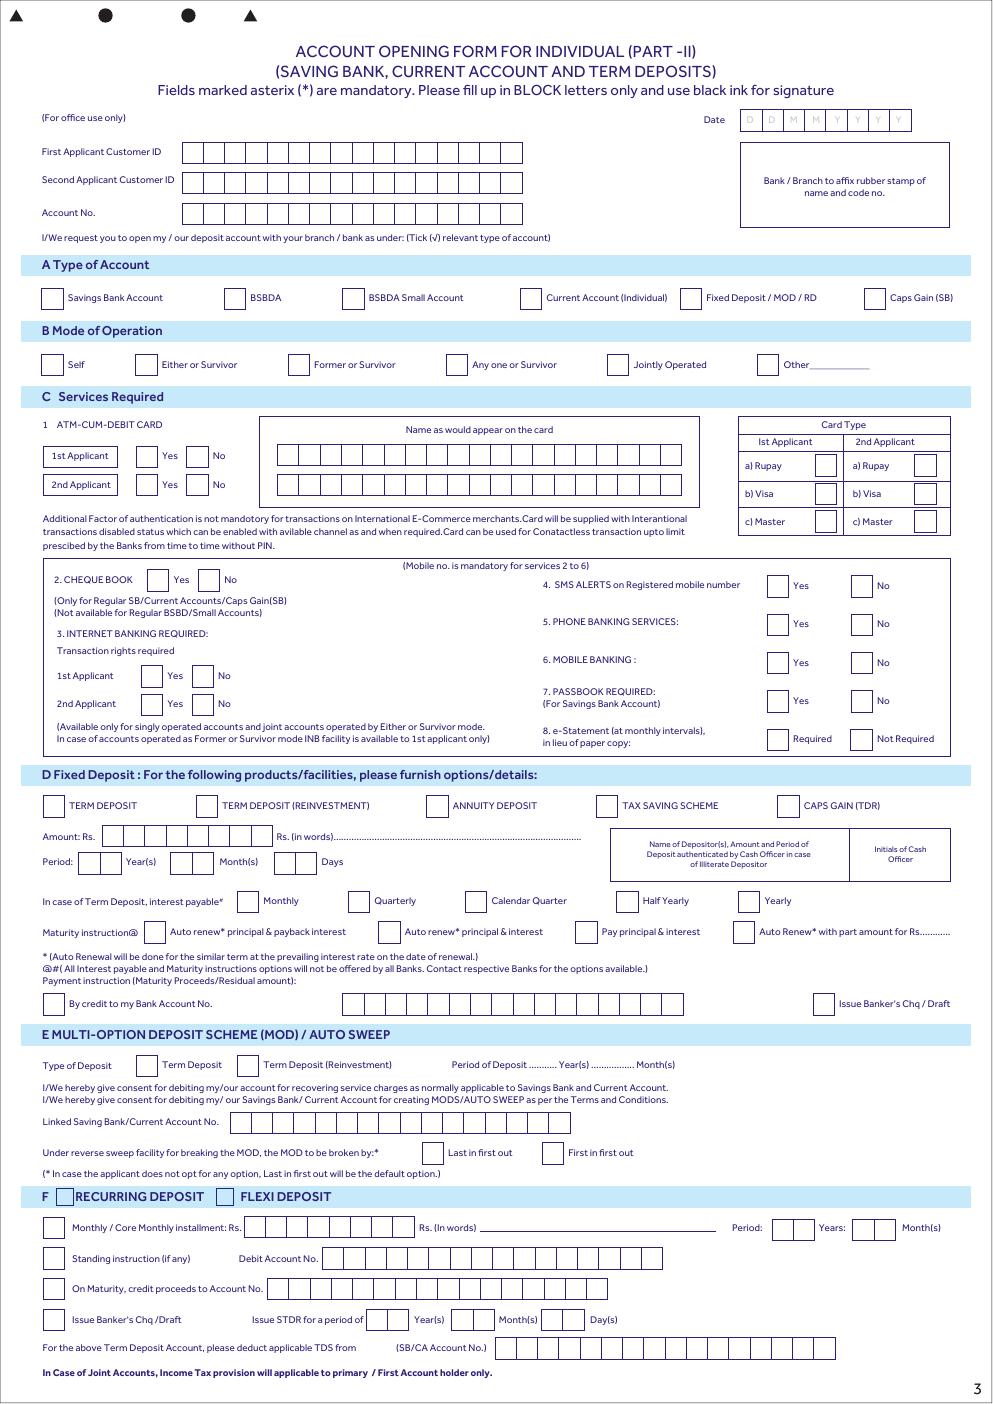 ACCOUNT OPENING FORM FOR INDIVIDUAL (PART -II)
(SAVING BANK, CURRENT ACCOUNT AND TERM DEPOSITS)
Fields marked asterix (*) are mandatory. Please fill up in BLOCK letters only and use black ink for signature
(For office use only)
Date D D M M Y Y Y Y
First Applicant Customer ID
Second Applicant Customer ID
Bank / Branch to affix rubber stamp of
name and code no.
Account No.
I/We request you to open my / our deposit account with your branch / bank as under: (Tick (√) relevant type of account)
A Type of Account
Savings Bank Account BSBDA BSBDA Small Account Current Account (Individual) Fixed Deposit / MOD / RD Caps Gain (SB)
B Mode of Operation
Self Either or Survivor Former or Survivor Any one or Survivor Jointly Operated Other____________
C Services Required
1 ATM-CUM-DEBIT CARD
1st Applicant Yes No
2nd Applicant Yes No
Name as would appear on the card
Card Type
Ist Applicant 2nd Applicant
a) Rupay a) Rupay
b) Visa b) Visa
c) Master c) Master
Additional Factor of authentication is not mandatory for transactions on International E-Commerce merchants.Card will be supplied with Interantional
transactions disabled status which can be enabled with avilable channel as and when required.Card can be used for Conatactless transaction upto limit
prescibed by the Banks from time to time without PIN.
(Mobile no. is mandatory for services 2 to 6)
2. CHEQUE BOOK Yes No
(Only for Regular SB/Current Accounts/Caps Gain(SB)
(Not available for Regular BSBD/Small Accounts)
3. INTERNET BANKING REQUIRED:
Transaction rights required
1st Applicant Yes No
2nd Applicant Yes No
(Available only for singly operated accounts and joint accounts operated by Either or Survivor mode.
In case of accounts operated as Former or Survivor mode INB facility is available to 1st applicant only)
4. SMS ALERTS on Registered mobile number Yes No
5. PHONE BANKING SERVICES: Yes No
6. MOBILE BANKING : Yes No
7. PASSBOOK REQUIRED: Yes No
(For Savings Bank Account)
8. e-Statement (at monthly intervals), Required Not Required
in lieu of paper copy:
D Fixed Deposit : For the following products/facilities, please furnish options/details:
TERM DEPOSIT TERM DEPOSIT (REINVESTMENT) ANNUITY DEPOSIT TAX SAVING SCHEME CAPS GAIN (TDR)
Amount: Rs. Rs. (in words)......................................................................................
Period: Year(s) Month(s) Days
Name of Depositor(s), Amount and Period of
Deposit authenticated by Cash Officer in case
of Illiterate Depositor
Initials of Cash
Officer
In case of Term Deposit, interest payable# Monthly Quarterly Calendar Quarter Half Yearly Yearly
Maturity instruction@ Auto renew* principal & payback interest Auto renew* principal & interest Pay principal & interest Auto Renew* with part amount for Rs...........
* (Auto Renewal will be done for the similar term at the prevailing interest rate on the date of renewal.)
@#( All Interest payable and Maturity instructions options will not be offered by all Banks. Contact respective Banks for the options available.)
Payment instruction (Maturity Proceeds/Residual amount):
By credit to my Bank Account No. Issue Banker's Chq / Draft
E MULTI-OPTION DEPOSIT SCHEME (MOD) / AUTO SWEEP
Type of Deposit Term Deposit Term Deposit (Reinvestment) Period of Deposit .......... Year(s) ................ Month(s)
I/We hereby give consent for debiting my/our account for recovering service charges as normally applicable to Savings Bank and Current Account.
I/We hereby give consent for debiting my/ our Savings Bank/ Current Account for creating MODS/AUTO SWEEP as per the Terms and Conditions.
Linked Saving Bank/Current Account No.
Under reverse sweep facility for breaking the MOD, the MOD to be broken by:* Last in first out First in first out
(* In case the applicant does not opt for any option, Last in first out will be the default option.)
F RECURRING DEPOSIT FLEXI DEPOSIT
Monthly / Core Monthly installment: Rs. Rs. (In words) ____________ Period: Years: Month(s)
Standing instruction (if any) Debit Account No.
On Maturity, credit proceeds to Account No.
Issue Banker's Chq /Draft Issue STDR for a period of Year(s) Month(s) Day(s)
For the above Term Deposit Account, please deduct applicable TDS from (SB/CA Account No.)
In Case of Joint Accounts, Income Tax provision will applicable to primary / First Account holder only.
3